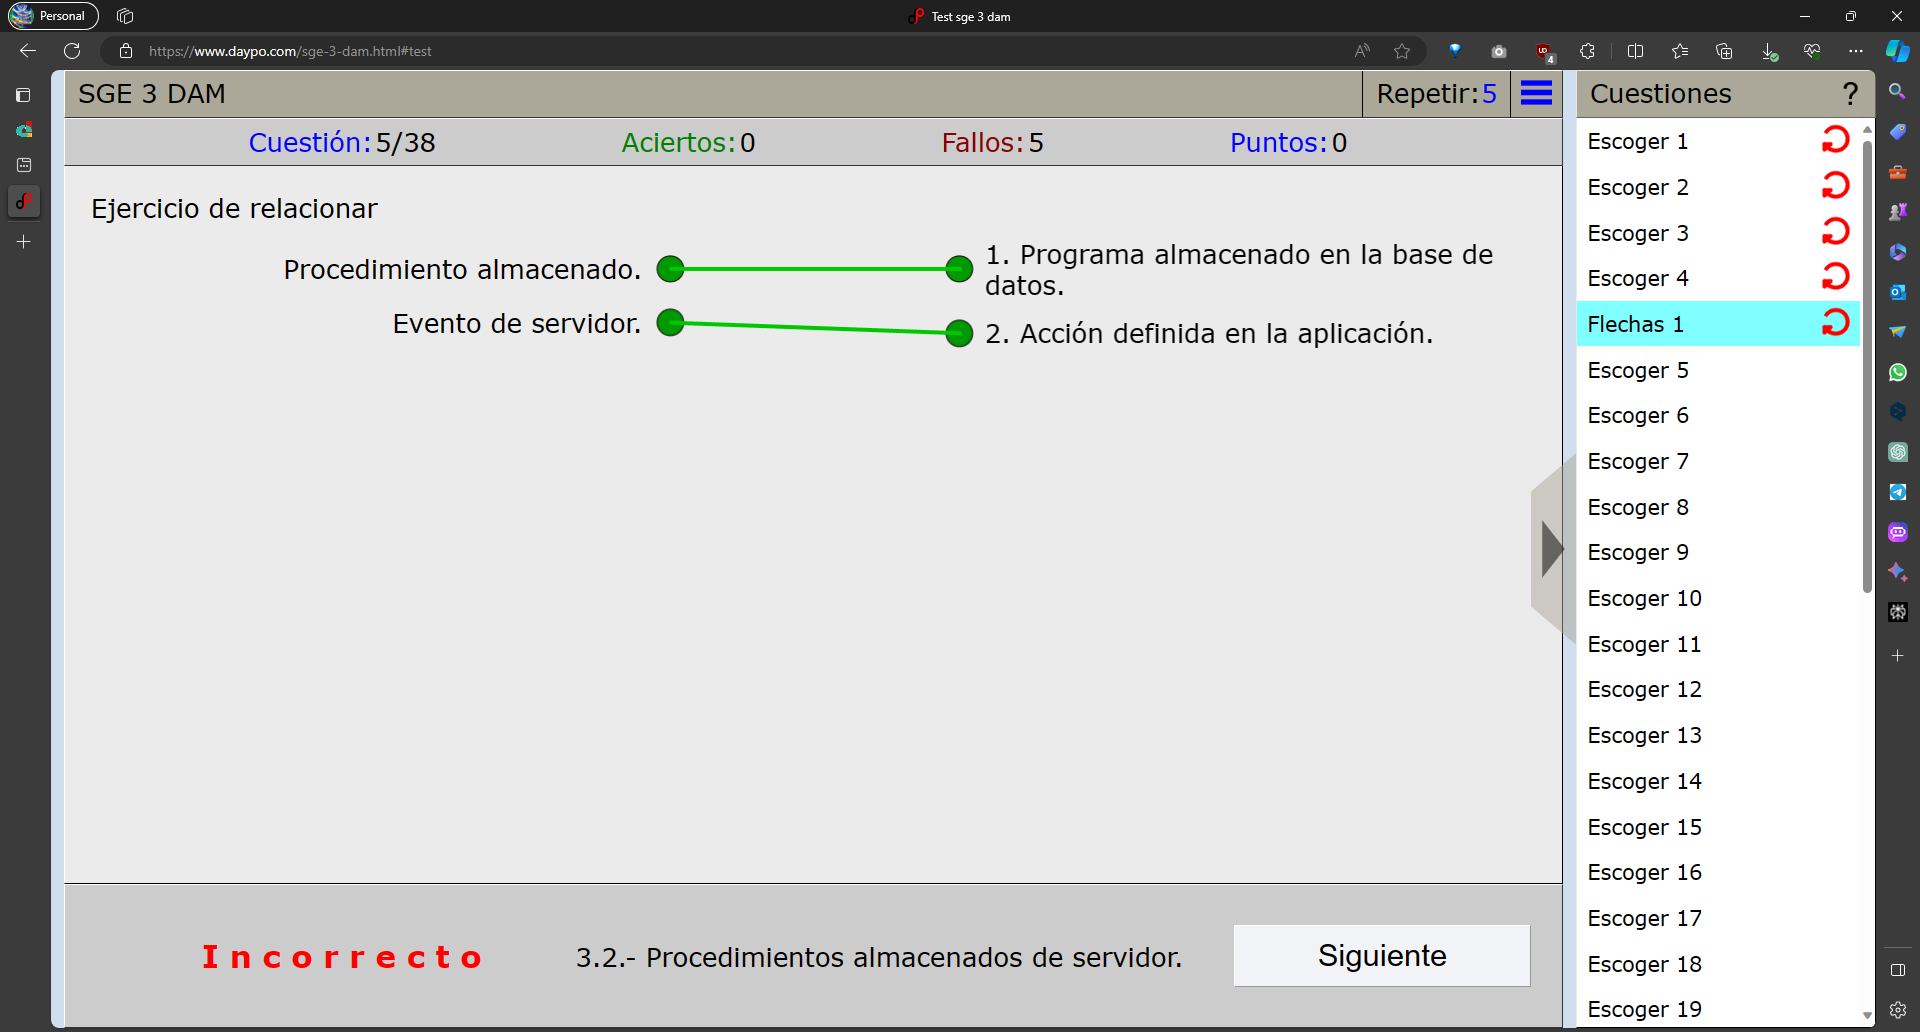 Personal
Test sge 3 dam
https://www.daypo.com/sge-3-dam.html#test
4
SGE 3 DAM
Repetir:5
Cuestiones
?
Cuestión:5/38
Aciertos:0
Fallos:5
Puntos:0
Ejercicio de relacionar
Procedimiento almacenado.
1. Programa almacenado en la base de
datos.
Evento de servidor.
2. Acción definida en la aplicación.
Escoger 1
Escoger 2
Escoger 3
Escoger 4
Flechas 1
Escoger 5
Escoger 6
Escoger 7
Escoger 8
Escoger 9
Escoger 10
Escoger 11
Escoger 12
Escoger 13
Escoger 14
Escoger 15
Escoger 16
Escoger 17
Escoger 18
Escoger 19
Incorrecto
3.2.- Procedimientos almacenados de servidor.
Siguiente